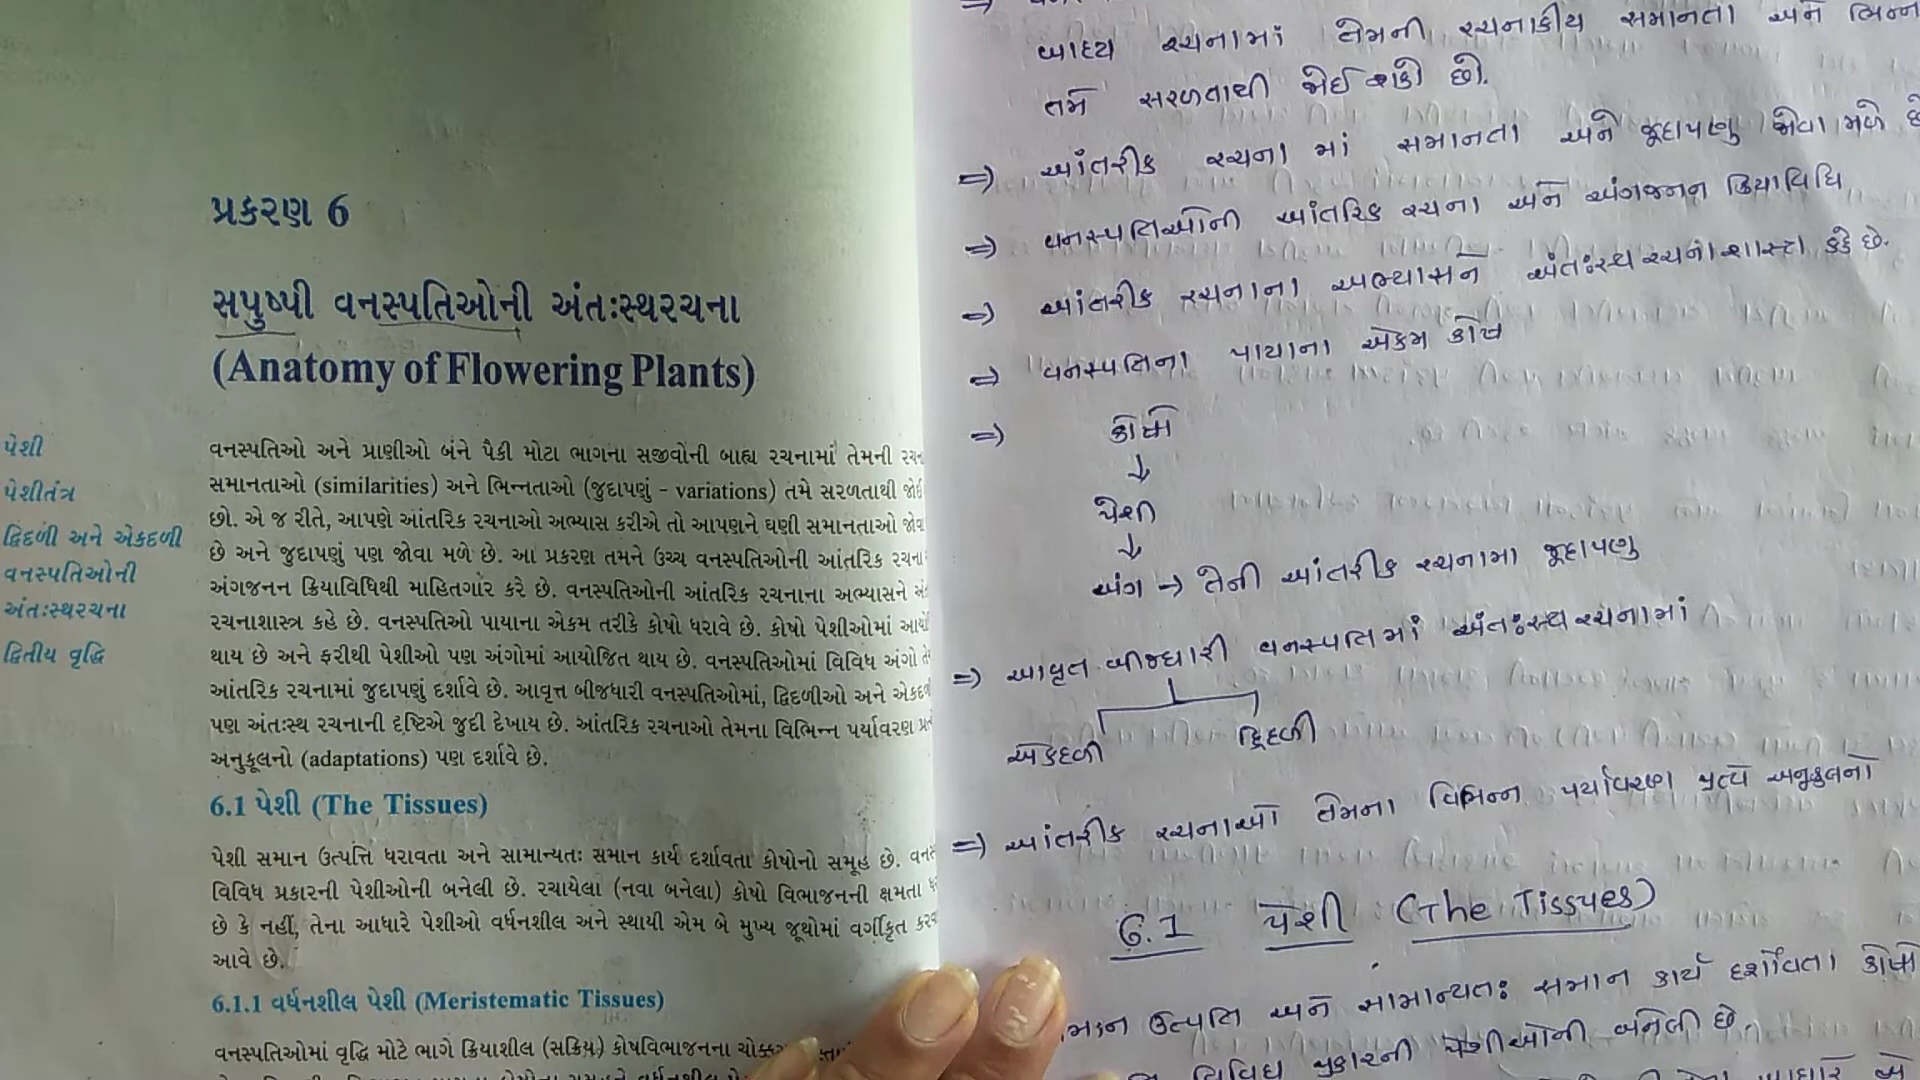 પ્રકરણ 6
સપુષ્પી વનસ્પતિઓની અંતઃસ્થરચના
(Anatomy of Flowering Plants)
પેશી
પેશીતંત્ર
દ્વિદળી અને એકદળી
વનસ્પતિઓની
અંતઃસ્થરચના
દ્વિતીય વૃદ્ધિ
વનસ્પતિઓ અને પ્રાણીઓ બંને પૈકી મોટા ભાગના સજીવોની બાહ્ય રચનામાં તેમની
સમાનતાઓ (similarities) અને ભિન્નતાઓ (જુદાપણું - variations) તમે સરળતાથી
છો. એ જ રીતે, આપણે આંતરિક રચનાઓ અભ્યાસ કરીએ તો આપણને ઘણી સમાનતાઓ
છે અને જુદાપણું પણ જોવા મળે છે. આ પ્રકરણ તમને ઉચ્ચ વનસ્પતિઓની આંતરિક
અંગજનન ક્રિયાવિધિથી માહિતગાર કરે છે. વનસ્પતિઓની આંતરિક રચનાના અભ્યાસને
રચનાશાસ્ત્ર કહે છે. વનસ્પતિઓ પાયાના એકમ તરીકે કોષો ધરાવે છે. કોષો પેશીઓમાં
થાય છે અને ફરીથી પેશીઓ પણ અંગોમાં આયોજિત થાય છે. વનસ્પતિઓમાં વિવિધ અંગો
આંતરિક રચનામાં જુદાપણું દર્શાવે છે. આવૃત્ત બીજધારી વનસ્પતિઓમાં, દ્વિદળીઓ અને
પણ અંતઃસ્થ રચનાની દૃષ્ટિએ જુદી દેખાય છે. આંતરિક રચનાઓ તેમના વિભિન્ન પર્યાવરણ
અનુકૂલનો (adaptations) પણ દર્શાવે છે.
6.1 પેશી (The Tissues)
પેશી સમાન ઉત્પત્તિ ધરાવતા અને સામાન્યતઃ સમાન કાર્ય દર્શાવતા કોષોનો સમૂહ છે.
વિવિધ પ્રકારની પેશીઓની બનેલી છે. રચાયેલા (નવા બનેલા) કોષો વિભાજનની ક્ષમતા
છે કે નહીં, તેના આધારે પેશીઓ વર્ધનશીલ અને સ્થાયી એમ બે મુખ્ય જૂથોમાં વર્ગીકૃત
આવે છે.
6.1.1 વર્ધનશીલ પેશી (Meristematic Tissues)
વનસ્પતિઓમાં વૃદ્ધિ મોટે ભાગે ક્રિયાશીલ (સક્રિય) કોષવિભાજનના
બાહ્ય રચનામાં તેમની રચનાકીય સમાનતા અને
તમે સરળતાથી જોઈ શકો છો.
=> આંતરીક રચના માં સમાનતા અને જૂદાપણુ જોવા મળે
=> વનસ્પતિઓની આંતરિક રચના અને અંગજનન ક્રિયાવિધિ
=> આંતરીક રચનાના અભ્યાસને અંતઃસ્થ રચનાશાસ્ત્ર કહે છે.
=> વનસ્પતિના પાયાના એકમ કોષ
=> કોષો
↓
પેશી
↓
અંગ → તેની આંતરીક રચનામા જૂદાપણુ
=> આવૃત બીજધારી વનસ્પતિમાં અંતઃસ્થ રચનામાં
એકદળી દ્વિદળી
=> આંતરીક રચનાઓ તેમના વિભિન્ન પર્યાવરણ પ્રત્યે અનુકુલનો
6.1 પેશી (The Tissues)
ઉત્પતિ અને સામાન્યતઃ સમાન કાર્ય દર્શાવતા કોષો
વિવિધ પ્રકારની પેશીઓની બનેલી છે.